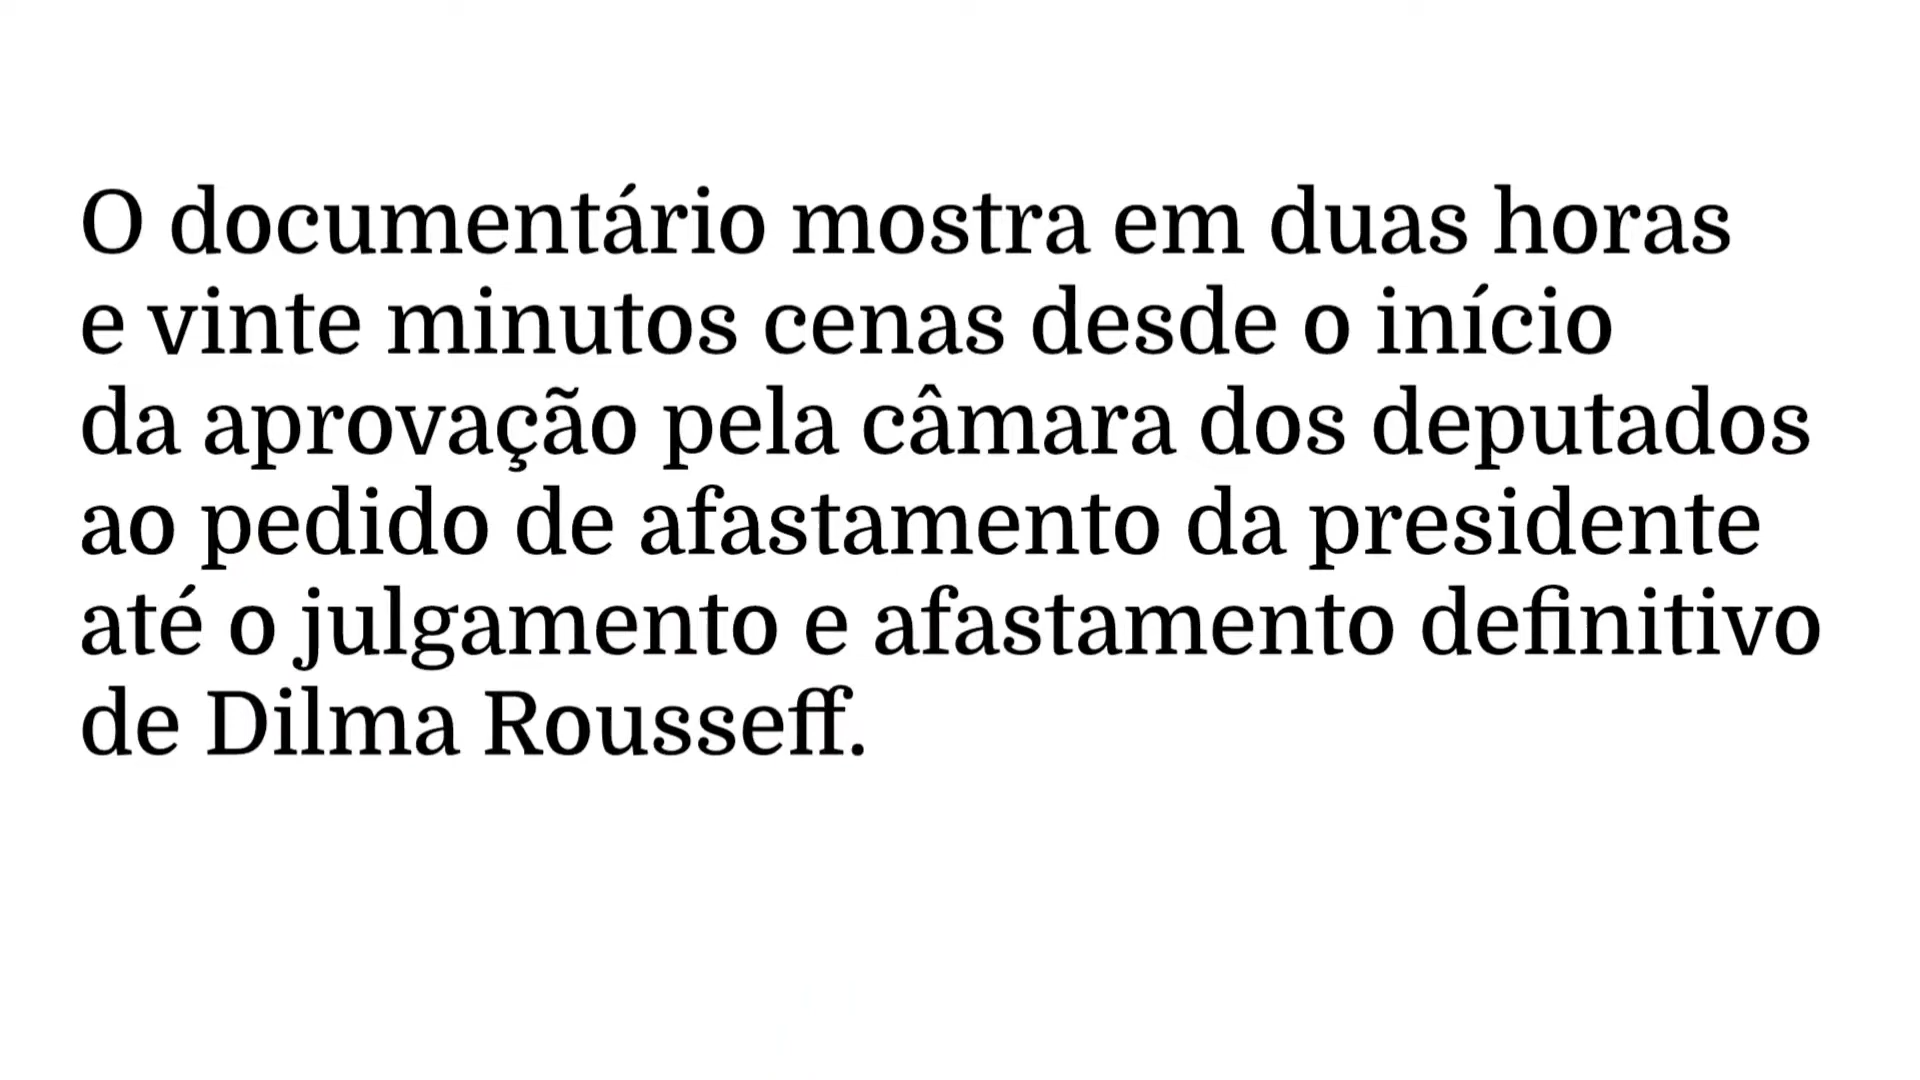 O documentário mostra em duas horas
e vinte minutos cenas desde o início
da aprovação pela câmara dos deputados
ao pedido de afastamento da presidente
até o julgamento e afastamento definitivo
de Dilma Rousseff.